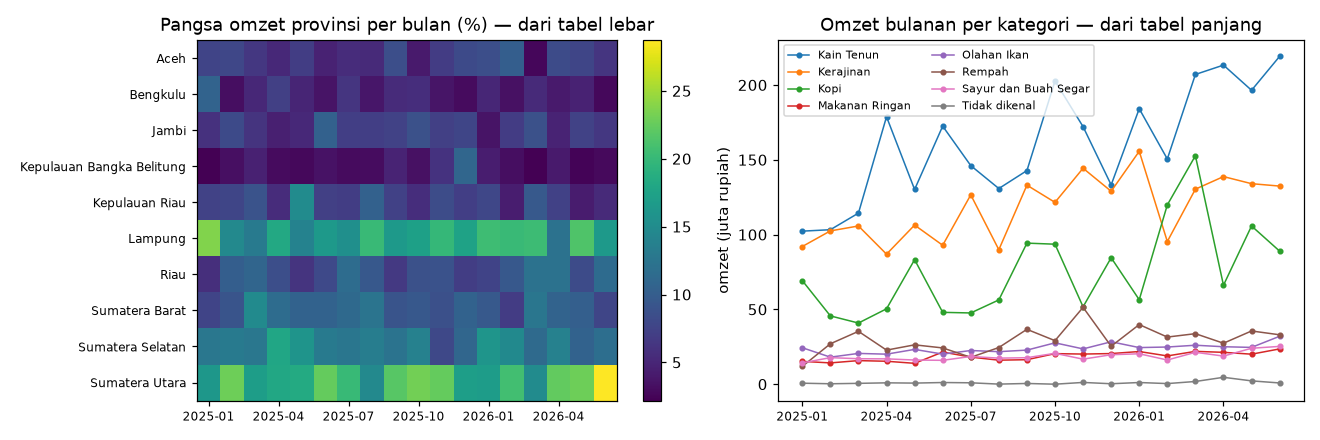 Pangsa omzet provinsi per bulan (%) — dari tabel lebar
Aceh
Bengkulu
Jambi
Kepulauan Bangka Belitung
Kepulauan Riau
Lampung
Riau
Sumatera Barat
Sumatera Selatan
Sumatera Utara
2025-01 2025-04 2025-07 2025-10 2026-01 2026-04
25
20
15
10
5
Omzet bulanan per kategori — dari tabel panjang
omzet (juta rupiah)
200
150
100
50
0
Kain Tenun
Kerajinan
Kopi
Makanan Ringan
Olahan Ikan
Rempah
Sayur dan Buah Segar
Tidak dikenal
2025-01 2025-04 2025-07 2025-10 2026-01 2026-04